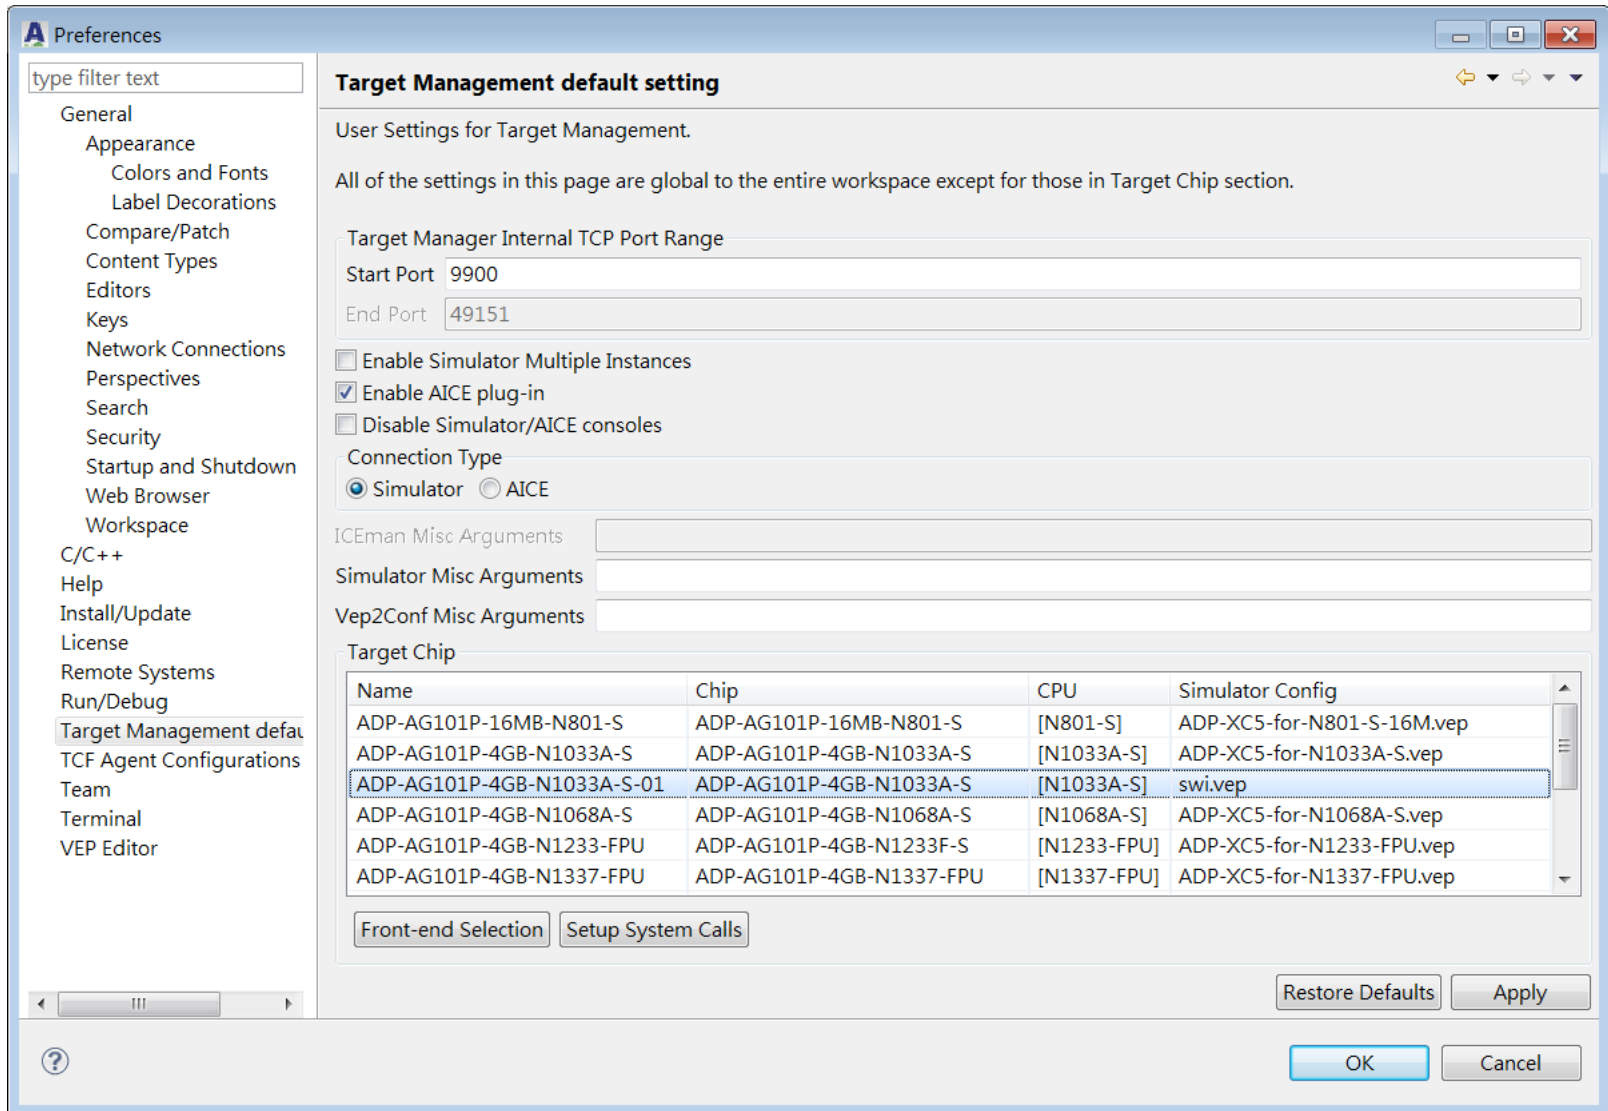 Preferences
type filter text
General
Appearance
Colors and Fonts
Label Decorations
Compare/Patch
Content Types
Editors
Keys
Network Connections
Perspectives
Search
Security
Startup and Shutdown
Web Browser
Workspace
C/C++
Help
Install/Update
License
Remote Systems
Run/Debug
Target Management defau
TCF Agent Configurations
Team
Terminal
VEP Editor
Target Management default setting
User Settings for Target Management.
All of the settings in this page are global to the entire workspace except for those in Target Chip section.
Target Manager Internal TCP Port Range
Start Port 9900
End Port 49151
Enable Simulator Multiple Instances
Enable AICE plug-in
Disable Simulator/AICE consoles
Connection Type
Simulator AICE
ICEman Misc Arguments
Simulator Misc Arguments
Vep2Conf Misc Arguments
Target Chip
Name Chip CPU Simulator Config
ADP-AG101P-16MB-N801-S ADP-AG101P-16MB-N801-S [N801-S] ADP-XC5-for-N801-S-16M.vep
ADP-AG101P-4GB-N1033A-S ADP-AG101P-4GB-N1033A-S [N1033A-S] ADP-XC5-for-N1033A-S.vep
ADP-AG101P-4GB-N1033A-S-01 ADP-AG101P-4GB-N1033A-S [N1033A-S] swi.vep
ADP-AG101P-4GB-N1068A-S ADP-AG101P-4GB-N1068A-S [N1068A-S] ADP-XC5-for-N1068A-S.vep
ADP-AG101P-4GB-N1233-FPU ADP-AG101P-4GB-N1233F-S [N1233-FPU] ADP-XC5-for-N1233-FPU.vep
ADP-AG101P-4GB-N1337-FPU ADP-AG101P-4GB-N1337-FPU [N1337-FPU] ADP-XC5-for-N1337-FPU.vep
Front-end Selection Setup System Calls
Restore Defaults Apply
? OK Cancel